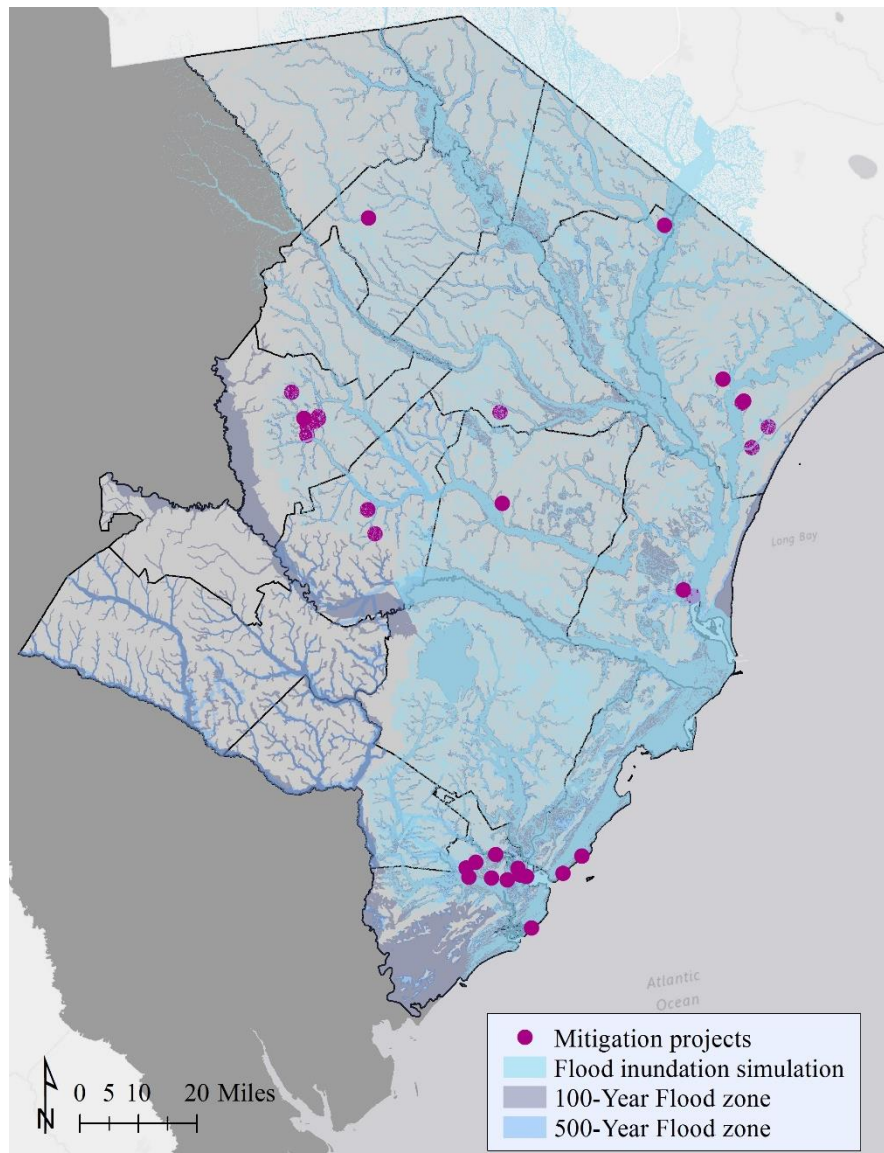 Long Bay
Atlantic
Ocean
Mitigation projects
Flood inundation simulation
100-Year Flood zone
500-Year Flood zone
N
0 5 10 20 Miles